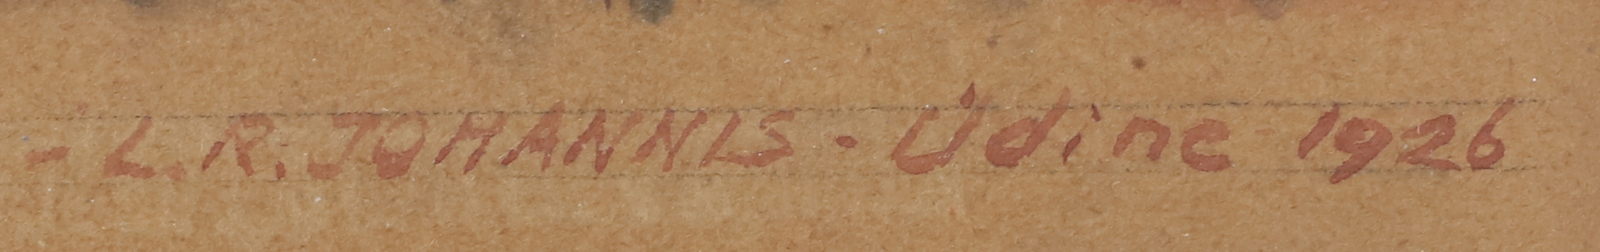 - L. R. JOHANNIS - Udine 1926